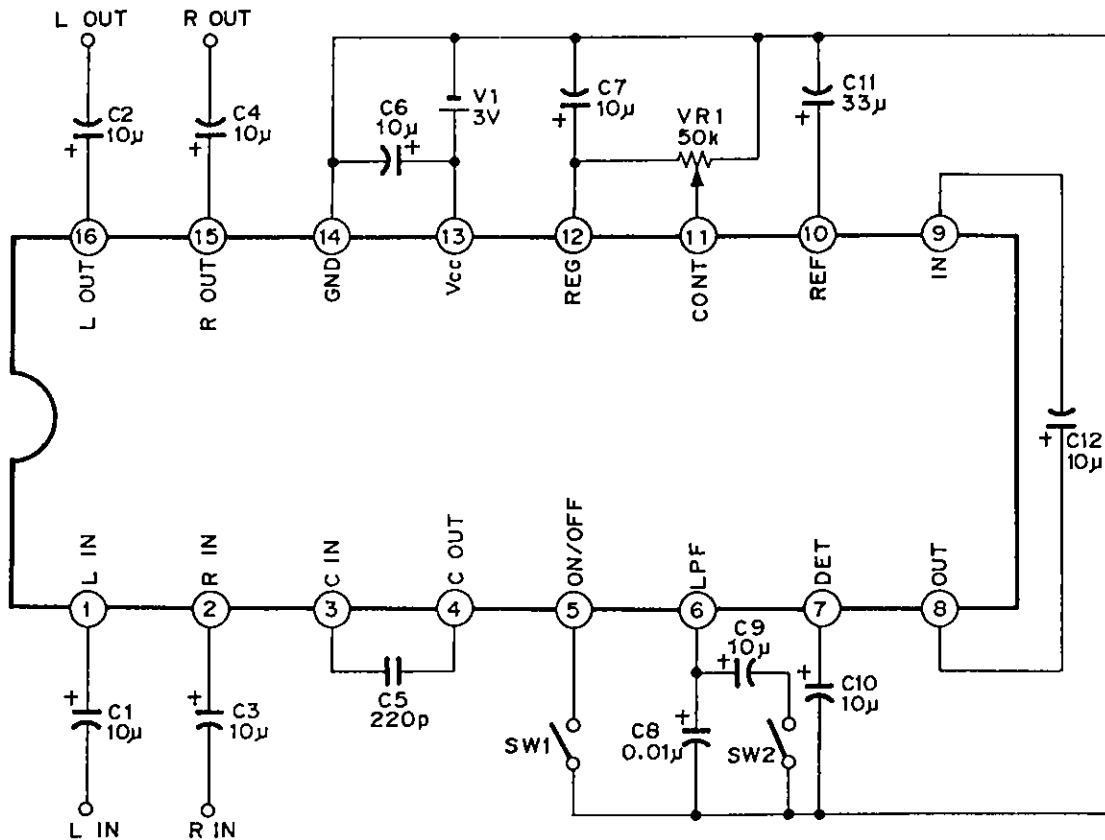 L OUT
R OUT
C2
10µ
+
C4
10µ
+
C6
10µ
+
V1
3V
C7
10µ
+
VR1
50k
C11
33µ
+
16
15
14
13
12
11
10
9
L OUT
R OUT
GND
Vcc
REG
CONT
REF
IN
+
C12
10µ
L IN
R IN
C IN
C OUT
ON/OFF
LPF
DET
OUT
1
2
3
4
5
6
7
8
+
C1
10µ
+
C3
10µ
C5
220p
SW1
+
C8
0.01µ
C9
10µ
+
SW2
+
C10
10µ
L IN
R IN